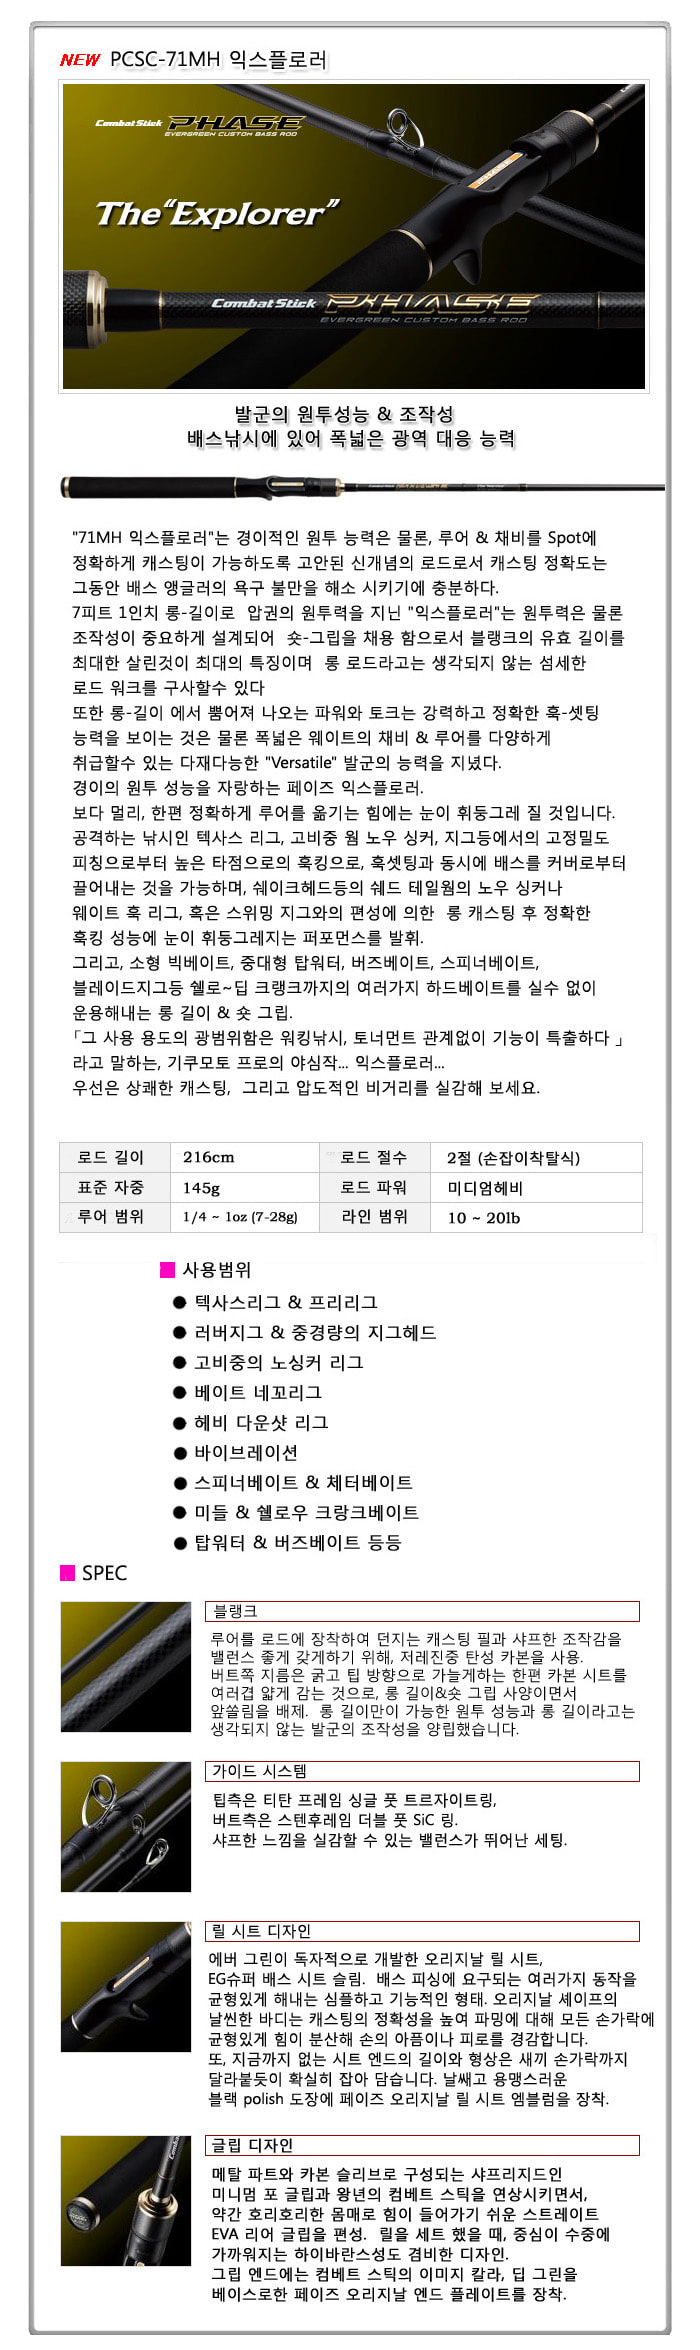 NEW PCSC-71MH 익스플로러
Combat Stick PHASE
EVERGREEN CUSTOM BASS ROD
PHASE
The "Explorer"
Combat Stick PHASE
EVERGREEN CUSTOM BASS ROD
발군의 원투성능 & 조작성
배스낚시에 있어 폭넓은 광역 대응 능력
Combat Stick PHASE The "Explorer"
"71MH 익스플로러"는 경이적인 원투 능력은 물론, 루어 & 채비를 Spot에
정확하게 캐스팅이 가능하도록 고안된 신개념의 로드로서 캐스팅 정확도는
그동안 배스 앵글러의 욕구 불만을 해소 시키기에 충분하다.
7피트 1인치 롱-길이로 압권의 원투력을 지닌 "익스플로러"는 원투력은 물론
조작성이 중요하게 설계되어 숏-그립을 채용 함으로서 블랭크의 유효 길이를
최대한 살린것이 최대의 특징이며 롱 로드라고는 생각되지 않는 섬세한
로드 워크를 구사할수 있다
또한 롱-길이 에서 뿜어져 나오는 파워와 토크는 강력하고 정확한 훅-셋팅
능력을 보이는 것은 물론 폭넓은 웨이트의 채비 & 루어를 다양하게
취급할수 있는 다재다능한 "Versatile" 발군의 능력을 지녔다.
경이의 원투 성능을 자랑하는 페이즈 익스플로러.
보다 멀리, 한편 정확하게 루어를 옮기는 힘에는 눈이 휘둥그레 질 것입니다.
공격하는 낚시인 텍사스 리그, 고비중 웜 노우 싱커, 지그등에서의 고정밀도
피칭으로부터 높은 타점으로의 훅킹으로, 훅셋팅과 동시에 배스를 커버로부터
끌어내는 것을 가능하며, 쉐이크헤드등의 쉐드 테일웜의 노우 싱커나
웨이트 훅 리그, 혹은 스위밍 지그와의 편성에 의한 롱 캐스팅 후 정확한
훅킹 성능에 눈이 휘둥그레지는 퍼포먼스를 발휘.
그리고, 소형 빅베이트, 중대형 탑워터, 버즈베이트, 스피너베이트,
블레이드지그등 쉘로~딥 크랭크까지의 여러가지 하드베이트를 실수 없이
운용해내는 롱 길이 & 숏 그립.
「그 사용 용도의 광범위함은 워킹낚시, 토너먼트 관계없이 기능이 특출하다 」
라고 말하는, 기쿠모토 프로의 야심작... 익스플로러...
우선은 상쾌한 캐스팅, 그리고 압도적인 비거리를 실감해 보세요.
로드 길이 216cm 로드 절수 2절 (손잡이착탈식)
표준 자중 145g 로드 파워 미디엄헤비
루어 범위 1/4 ~ 1oz (7-28g) 라인 범위 10 ~ 20lb
사용범위
● 텍사스리그 & 프리리그
● 러버지그 & 중경량의 지그헤드
● 고비중의 노싱커 리그
● 베이트 네꼬리그
● 헤비 다운샷 리그
● 바이브레이션
● 스피너베이트 & 체터베이트
● 미들 & 쉘로우 크랑크베이트
● 탑워터 & 버즈베이트 등등
SPEC
블랭크
루어를 로드에 장착하여 던지는 캐스팅 필과 샤프한 조작감을
밸런스 좋게 갖게하기 위해, 저레진중 탄성 카본을 사용.
버트쪽 지름은 굵고 팁 방향으로 가늘게하는 한편 카본 시트를
여러겹 얇게 감는 것으로, 롱 길이&숏 그립 사양이면서
앞쏠림을 배제. 롱 길이만이 가능한 원투 성능과 롱 길이라고는
생각되지 않는 발군의 조작성을 양립했습니다.
가이드 시스템
팁측은 티탄 프레임 싱글 풋 트르자이트링,
버트측은 스텐후레임 더블 풋 SiC 링.
샤프한 느낌을 실감할 수 있는 밸런스가 뛰어난 세팅.
릴 시트 디자인
에버 그린이 독자적으로 개발한 오리지날 릴 시트,
EG슈퍼 배스 시트 슬림. 배스 피싱에 요구되는 여러가지 동작을
균형있게 해내는 심플하고 기능적인 형태. 오리지날 셰이프의
날씬한 바디는 캐스팅의 정확성을 높여 파밍에 대해 모든 손가락에
균형있게 힘이 분산해 손의 아픔이나 피로를 경감합니다.
또, 지금까지 없는 시트 엔드의 길이와 형상은 새끼 손가락까지
달라붙듯이 확실히 잡아 담습니다. 날쌔고 용맹스러운
블랙 polish 도장에 페이즈 오리지날 릴 시트 엠블럼을 장착.
글립 디자인
메탈 파트와 카본 슬리브로 구성되는 샤프리지드인
미니멈 포 글립과 왕년의 컴베트 스틱을 연상시키면서,
약간 호리호리한 몸매로 힘이 들어가기 쉬운 스트레이트
EVA 리어 글립을 편성. 릴을 세트 했을 때, 중심이 수중에
가까워지는 하이바란스성도 겸비한 디자인.
그립 엔드에는 컴베트 스틱의 이미지 칼라, 딥 그린을
베이스로한 페이즈 오리지날 엔드 플레이트를 장착.